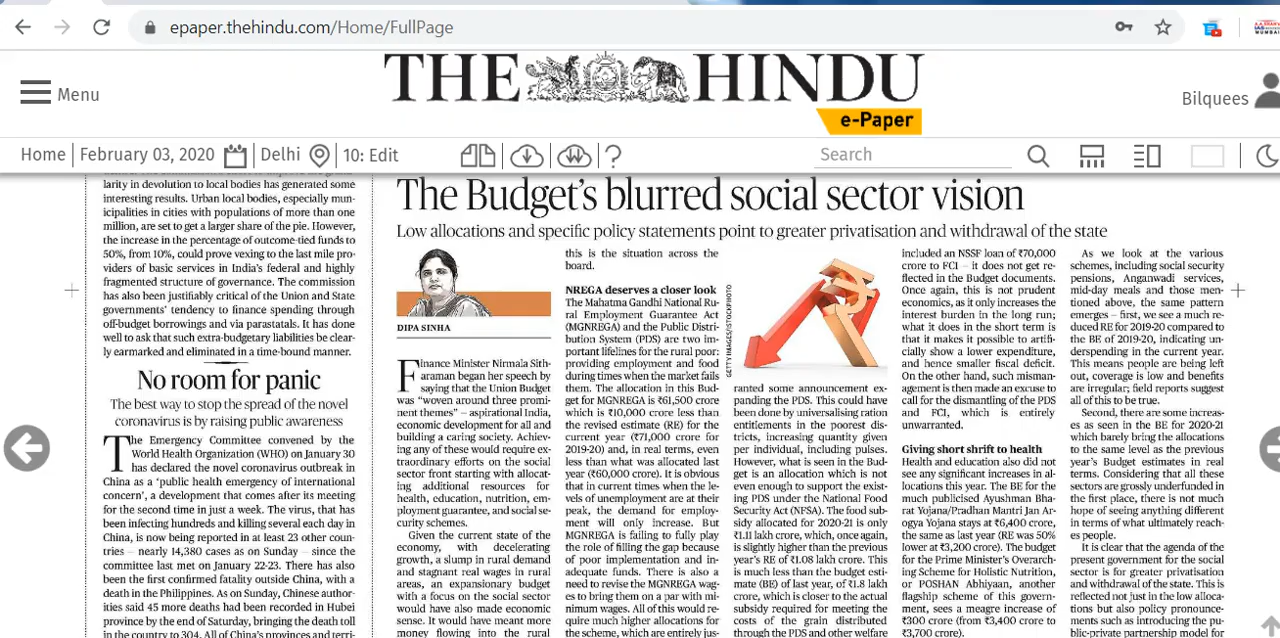 epaper.thehindu.com/Home/FullPage
Menu
THE HINDU
e-Paper
Bilquees
Home
February 03, 2020
Delhi
10: Edit
Search
larity in devolution to local bodies has generated some
interesting results. Urban local bodies, especially mun-
icipalities in cities with populations of more than one
million, are set to get a larger share of the pie. However,
the increase in the percentage of outcome-tied funds to
50%, from 10%, could prove vexing to the last mile pro-
viders of basic services in India's federal and highly
fragmented structure of governance. The commission
has also been justifiably critical of the Union and State
governments' tendency to finance spending through
off-budget borrowings and via parastatals. It has done
well to ask that such extra-budgetary liabilities be clear-
ly earmarked and eliminated in a time-bound manner.
No room for panic
The best way to stop the spread of the novel
coronavirus is by raising public awareness
The Emergency Committee convened by the
World Health Organization (WHO) on January 30
has declared the novel coronavirus outbreak in
China as a 'public health emergency of international
concern', a development that comes after its meeting
for the second time in just a week. The virus, that has
been infecting hundreds and killing several each day in
China, is now being reported in at least 23 other coun-
tries – nearly 14,380 cases as on Sunday – since the
committee last met on January 22-23. There has also
been the first confirmed fatality outside China, with a
death in the Philippines. As on Sunday, Chinese author-
ities said 45 more deaths had been recorded in Hubei
province by the end of Saturday, bringing the death toll
in the country to 304. All of China's provinces and terri-
The Budget's blurred social sector vision
Low allocations and specific policy statements point to greater privatisation and withdrawal of the state
DIPA SINHA
Finance Minister Nirmala Sith-
araman began her speech by
saying that the Union Budget
was "woven around three promi-
nent themes" – aspirational India,
economic development for all and
building a caring society. Achiev-
ing any of these would require ex-
traordinary efforts on the social
sector front starting with allocat-
ing additional resources for
health, education, nutrition, em-
ployment guarantee, and social se-
curity schemes.
Given the current state of the
economy, with decelerating
growth, a slump in rural demand
and stagnant real wages in rural
areas, an expansionary budget
with a focus on the social sector
would have also made economic
sense. It would have meant more
money flowing into the rural
this is the situation across the
board.
NREGA deserves a closer look
The Mahatma Gandhi National Ru-
ral Employment Guarantee Act
(MGNREGA) and the Public Distri-
bution System (PDS) are two im-
portant lifelines for the rural poor:
providing employment and food
during times when the market fails
them. The allocation in this Bud-
get for MGNREGA is ₹61,500 crore
which is ₹10,000 crore less than
the revised estimate (RE) for the
current year (₹71,000 crore for
2019-20) and, in real terms, even
less than what was allocated last
year (₹60,000 crore). It is obvious
that in current times when the le-
vels of unemployment are at their
peak, the demand for employ-
ment will only increase. But
MGNREGA is failing to fully play
the role of filling the gap because
of poor implementation and in-
adequate funds. There is also a
need to revise the MGNREGA wag-
es to bring them on a par with mi-
nimum wages. All of this would re-
quire much higher allocations for
the scheme, which are entirely jus-
GETTY IMAGES/ISTOCKPHOTO
ranted some announcement ex-
panding the PDS. This could have
been done by universalising ration
entitlements in the poorest dis-
tricts, increasing quantity given
per individual, including pulses.
However, what is seen in the Bud-
get is an allocation which is not
even enough to support the exist-
ing PDS under the National Food
Security Act (NFSA). The food sub-
sidy allocated for 2020-21 is only
₹1.11 lakh crore, which, once again,
is slightly higher than the previous
year's RE of ₹1.08 lakh crore. This
is much less than the budget esti-
mate (BE) of last year, of ₹1.8 lakh
crore, which is closer to the actual
subsidy required for meeting the
costs of the grain distributed
through the PDS and other welfare
included an NSSF loan of ₹70,000
crore to FCI – it does not get re-
flected in the Budget documents.
Once again, this is not prudent
economics, as it only increases the
interest burden in the long run;
what it does in the short term is
that it makes it possible to artifi-
cially show a lower expenditure,
and hence smaller fiscal deficit.
On the other hand, such misman-
agement is then made an excuse to
call for the dismantling of the PDS
and FCI, which is entirely
unwarranted.
Giving short shrift to health
Health and education also did not
see any significant increases in al-
locations this year. The BE for the
much publicised Ayushman Bha-
rat Yojana/Pradhan Mantri Jan Ar-
ogya Yojana stays at ₹6,400 crore,
the same as last year (RE was 50%
lower at ₹3,200 crore). The budget
for the Prime Minister's Overarch-
ing Scheme for Holistic Nutrition,
or POSHAN Abhiyaan, another
flagship scheme of this govern-
ment, sees a meagre increase of
₹300 crore (from ₹3,400 crore to
₹3,700 crore).
As we look at the various
schemes, including social security
pensions, Anganwadi services,
mid-day meals and those men-
tioned above, the same pattern
emerges – first, we see a much re-
duced RE for 2019-20 compared to
the BE of 2019-20, indicating un-
derspending in the current year.
This means people are being left
out, coverage is low and benefits
are irregular; field reports suggest
all of this to be true.
Second, there are some increas-
es as seen in the BE for 2020-21
which barely bring the allocations
to the same level as the previous
year's Budget estimates in real
terms. Considering that all these
sectors are grossly underfunded in
the first place, there is not much
hope of seeing anything different
in terms of what ultimately reach-
es people.
It is clear that the agenda of the
present government for the social
sector is for greater privatisation
and withdrawal of the state. This is
reflected not just in the low alloca-
tions but also policy pronounce-
ments such as introducing the pu-
blic-private partnership model for